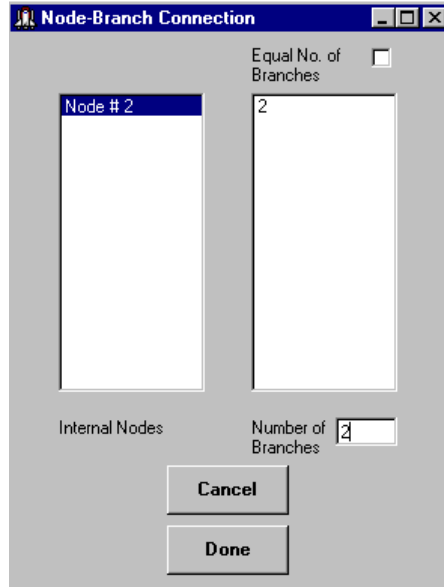 Node-Branch Connection
Equal No. of
Branches
Node # 2
2
Internal Nodes
Number of
Branches
2
Cancel
Done